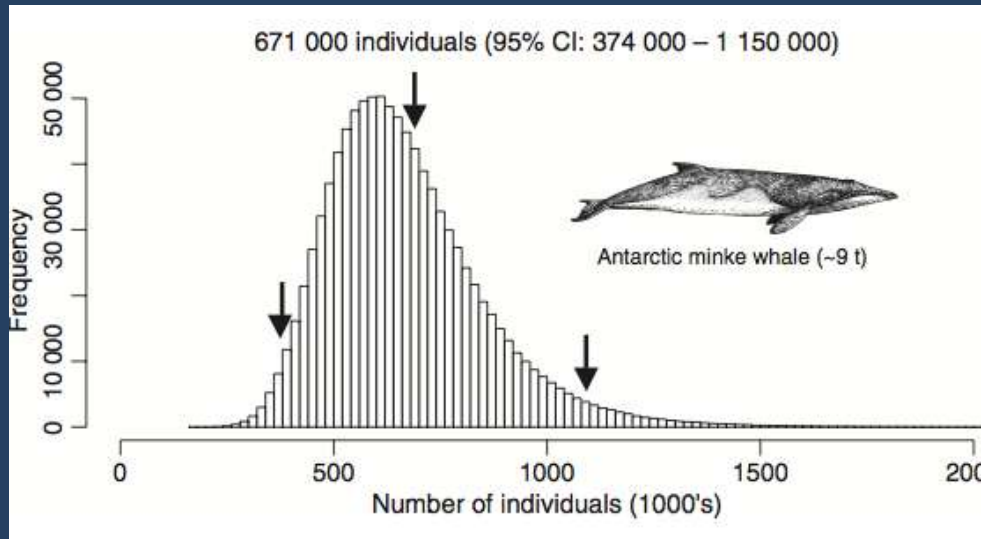 671 000 individuals (95% CI: 374 000 – 1 150 000)
50 000
30 000
10 000
0
Frequency
Antarctic minke whale (~9 t)
0 500 1000 1500 200
Number of individuals (1000's)